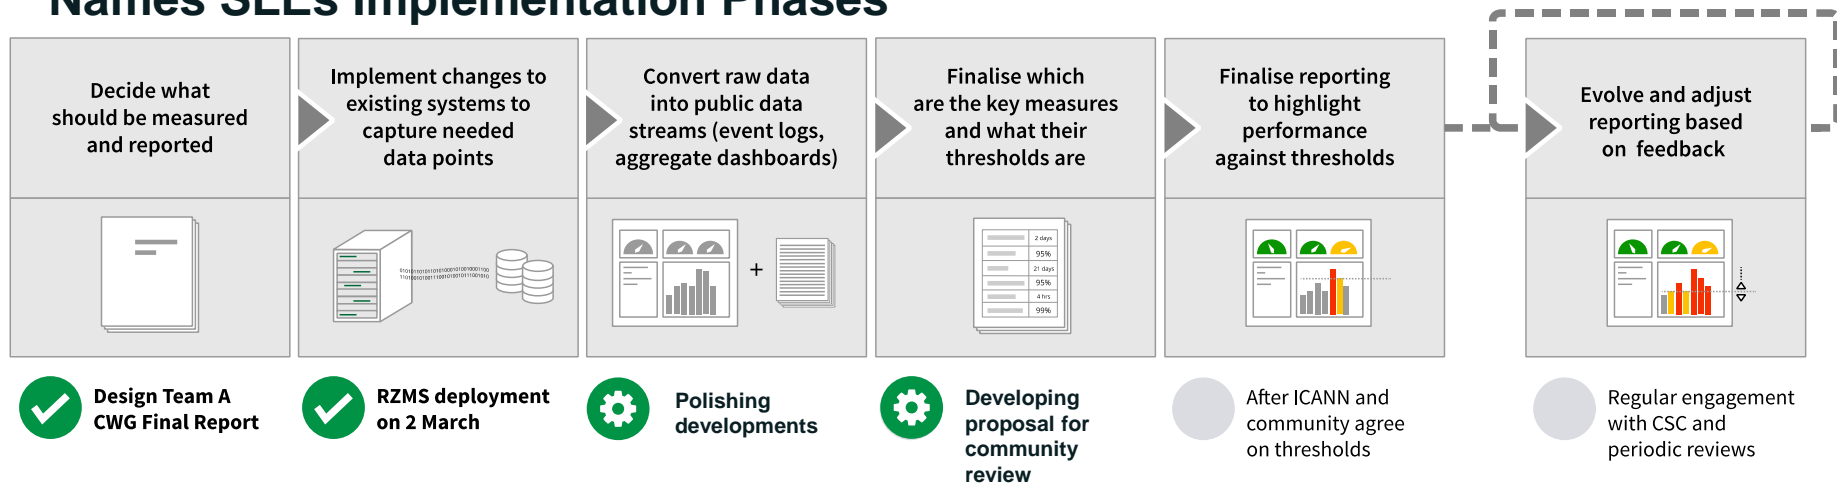 Names SLEs Implementation Phases
Decide what
should be measured
and reported
Implement changes to
existing systems to
capture needed
data points
Convert raw data
into public data
streams (event logs,
aggregate dashboards)
Finalise which
are the key measures
and what their
thresholds are
Finalise reporting
to highlight
performance
against thresholds
Evolve and adjust
reporting based
on feedback
+
2 days
95%
21 days
95%
4 hrs
99%
Design Team A
CWG Final Report
RZMS deployment
on 2 March
Polishing
developments
Developing
proposal for
community
review
After ICANN and
community agree
on thresholds
Regular engagement
with CSC and
periodic reviews